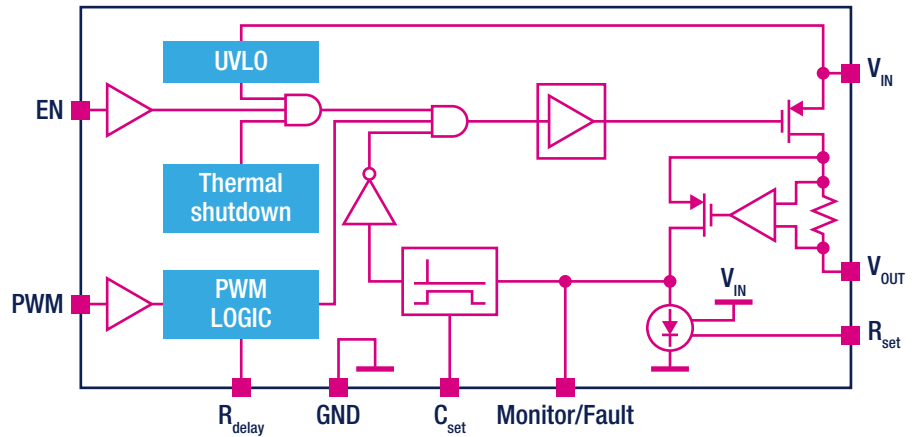 UVLO
V_IN
EN
Thermal
shutdown
PWM
PWM
LOGIC
V_IN
V_OUT
R_set
R_delay
GND
C_set
Monitor/Fault